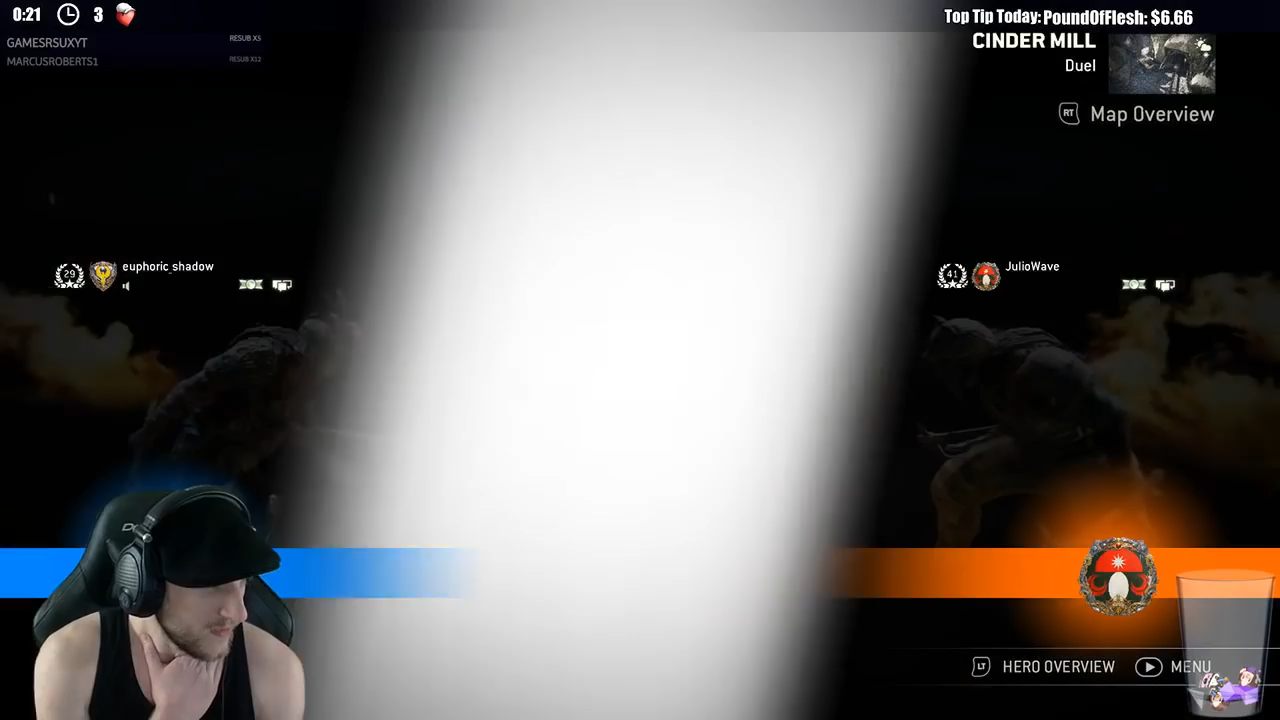 0:21 3
Top Tip Today: PoundOfFlesh: $6.66
GAMESRSUXYT RESUB X5
MARCUSROBERTS1 RESUB X12
CINDER MILL
Duel
RT Map Overview
29 euphoric_shadow
41 JulioWave
LT HERO OVERVIEW MENU